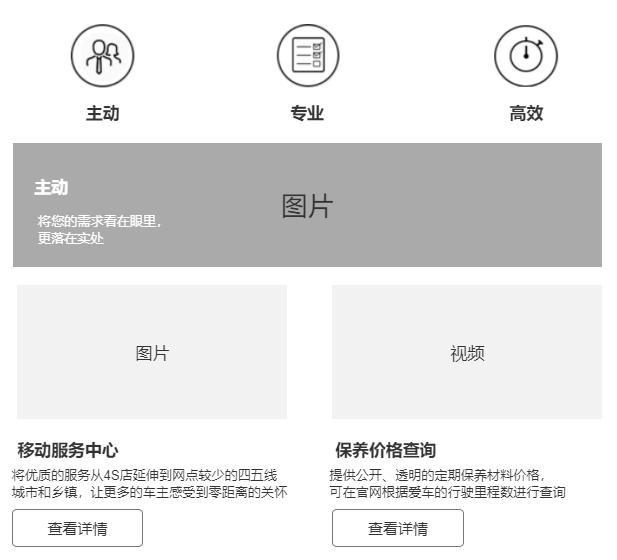 主动
专业
高效
主动
图片
将您的需求看在眼里，
更落在实处
图片
视频
移动服务中心
将优质的服务从4S店延伸到网点较少的四五线
城市和乡镇，让更多的车主感受到零距离的关怀
查看详情
保养价格查询
提供公开、透明的定期保养材料价格，
可在官网根据爱车的行驶里程数进行查询
查看详情